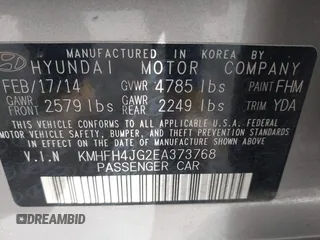 MANUFACTURED IN KOREA BY
HYUNDAI MOTOR COMPANY
FEB/17/14 GVWR 4785 lbs PAINT FHM
GAWR FRONT 2579 lbs GAWR REAR 2249 lbs TRIM YDA
THIS VEHICLE CONFORMS TO ALL APPLICABLE U.S.A. FEDERAL
MOTOR VEHICLE SAFETY, BUMPER, AND THEFT PREVENTION
STANDARDS IN EFFECT ON THE DATE OF MANUFACTURE SHOWN ABOVE.
V.I.N KMHFH4JG2EA373768
PASSENGER CAR
DREAMBID